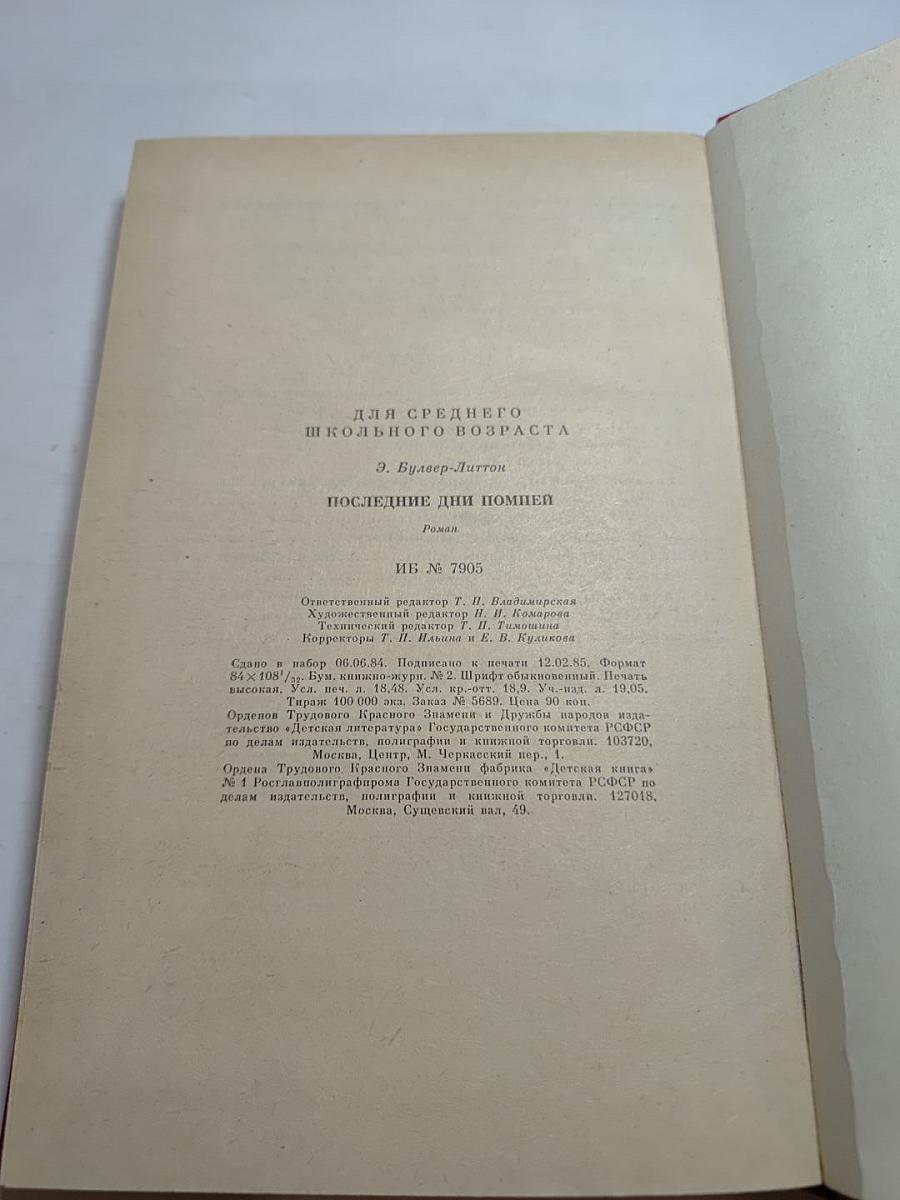 ДЛЯ СРЕДНЕГО
ШКОЛЬНОГО ВОЗРАСТА
Э. Булвер-Литтон
ПОСЛЕДНИЕ ДНИ ПОМПЕЙ
Роман
ИБ № 7905
Ответственный редактор Т. П. Владимирская
Художественный редактор Н. И. Комарова
Технический редактор Т. П. Тимошина
Корректоры Т. П. Ильина и Е. В. Куликова
Сдано в набор 06.06.84. Подписано к печати 12.02.85. Формат
84×108¹/₃₂. Бум. книжно-журн. № 2. Шрифт обыкновенный. Печать
высокая. Усл. печ. л. 18,48. Усл. кр.-отт. 18,9. Уч.-изд. л. 19,05.
Тираж 100 000 экз. Заказ № 5689. Цена 90 коп.
Орденов Трудового Красного Знамени и Дружбы народов изда-
тельство «Детская литература» Государственного комитета РСФСР
по делам издательств, полиграфии и книжной торговли. 103720,
Москва, Центр, М. Черкасский пер., 1.
Ордена Трудового Красного Знамени фабрика «Детская книга»
№ 1 Росглавполиграфпрома Государственного комитета РСФСР по
делам издательств, полиграфии и книжной торговли. 127018,
Москва, Сущевский вал, 49.